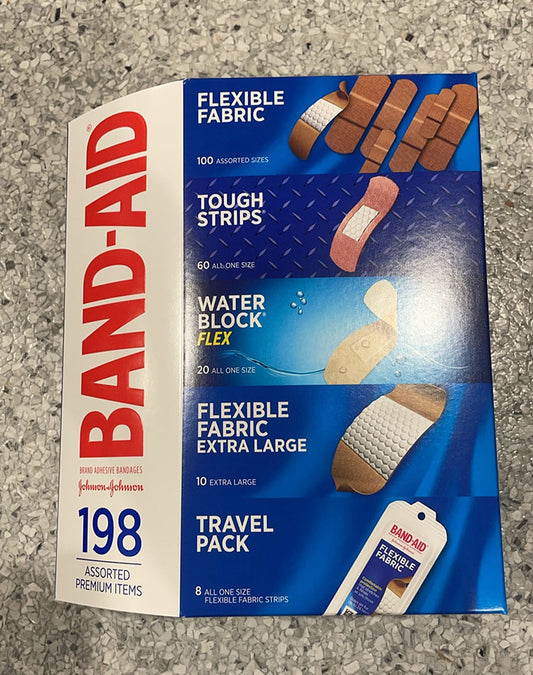 BAND-AID®
BRAND ADHESIVE BANDAGES
Johnson & Johnson
198
ASSORTED
PREMIUM ITEMS
FLEXIBLE
FABRIC
100 ASSORTED SIZES
TOUGH
STRIPS®
60 ALL ONE SIZE
WATER
BLOCK®
FLEX
20 ALL ONE SIZE
FLEXIBLE
FABRIC
EXTRA LARGE
10 EXTRA LARGE
TRAVEL
PACK
8 ALL ONE SIZE
FLEXIBLE FABRIC STRIPS
BAND-AID
FLEXIBLE
FABRIC